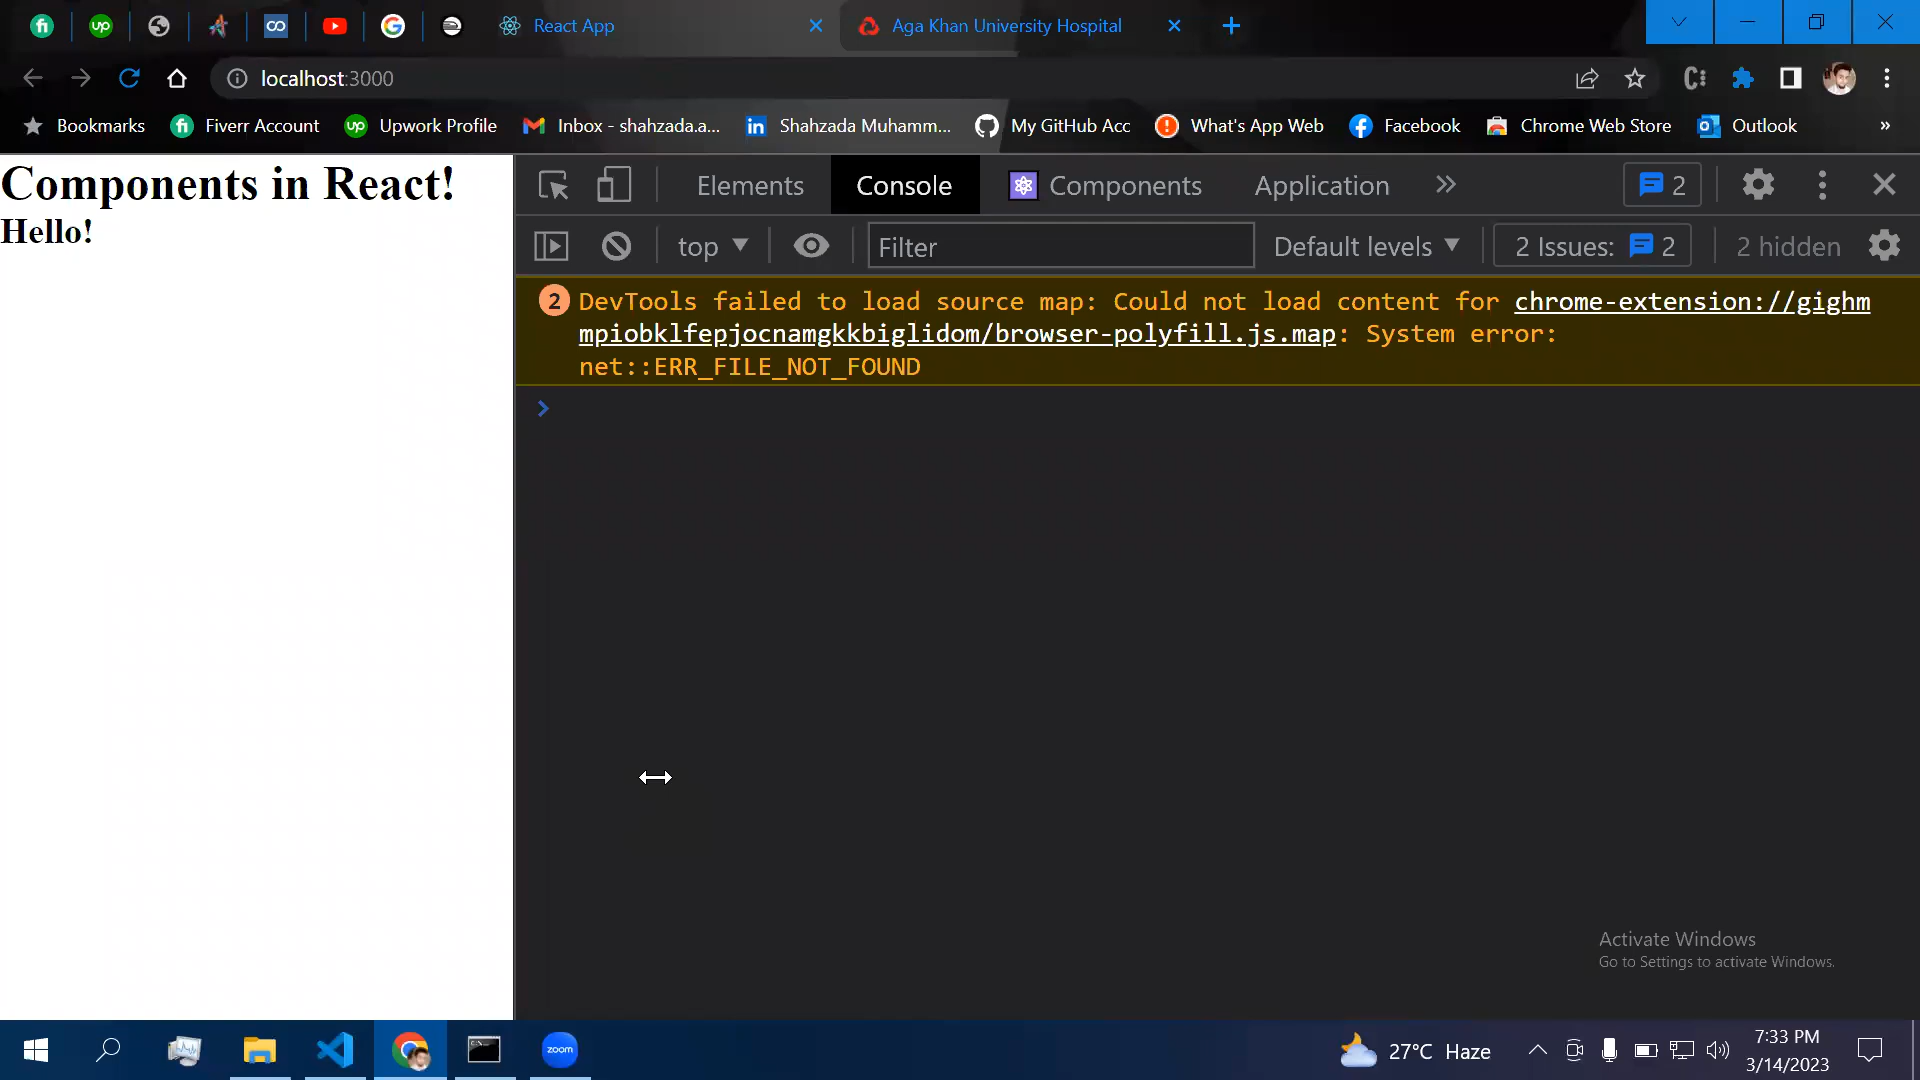 React App
Aga Khan University Hospital
localhost:3000
Bookmarks
Fiverr Account
Upwork Profile
Inbox - shahzada.a...
Shahzada Muhamm...
My GitHub Acc
What's App Web
Facebook
Chrome Web Store
Outlook
»
Components in React!
Hello!
Elements
Console
Components
Application
2
top
Filter
Default levels
2 Issues: 2
2 hidden
2
DevTools failed to load source map: Could not load content for chrome-extension://gighm
mpiobklfepjocnamgkkbiglidom/browser-polyfill.js.map: System error:
net::ERR_FILE_NOT_FOUND
Activate Windows
Go to Settings to activate Windows.
zoom
27°C Haze
7:33 PM
3/14/2023